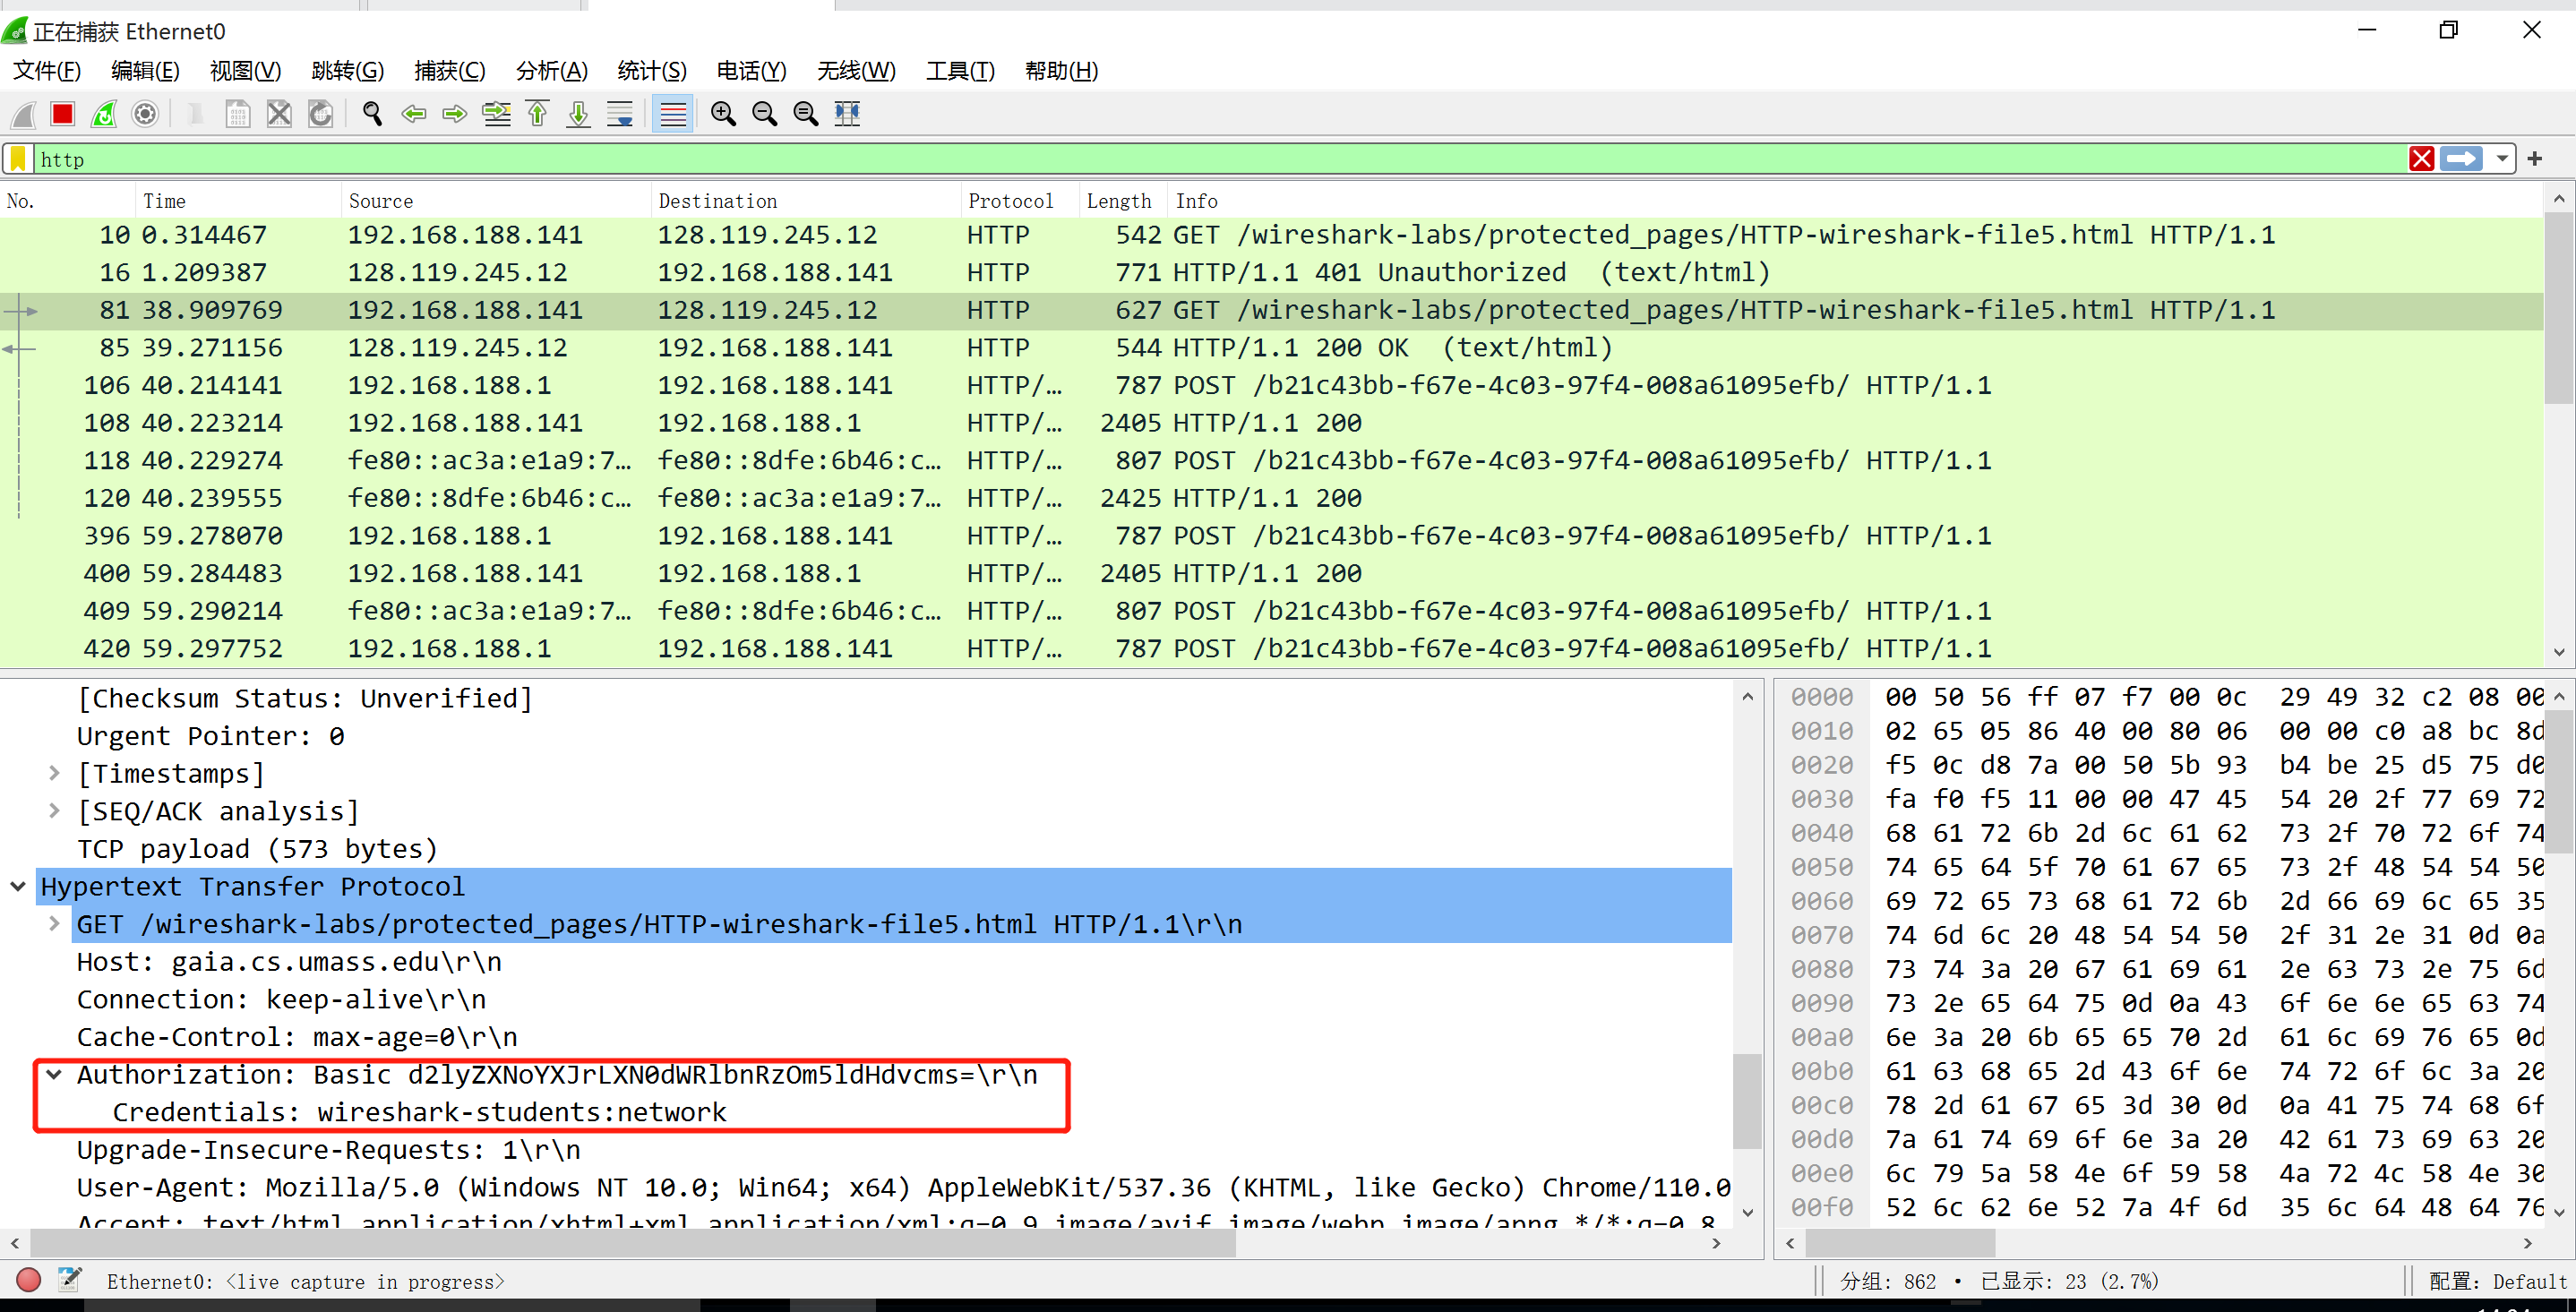 正在捕获 Ethernet0
文件(F) 编辑(E) 视图(V) 跳转(G) 捕获(C) 分析(A) 统计(S) 电话(Y) 无线(W) 工具(T) 帮助(H)
http
No. Time Source Destination Protocol Length Info
10 0.314467 192.168.188.141 128.119.245.12 HTTP 542 GET /wireshark-labs/protected_pages/HTTP-wireshark-file5.html HTTP/1.1
16 1.209387 128.119.245.12 192.168.188.141 HTTP 771 HTTP/1.1 401 Unauthorized (text/html)
81 38.909769 192.168.188.141 128.119.245.12 HTTP 627 GET /wireshark-labs/protected_pages/HTTP-wireshark-file5.html HTTP/1.1
85 39.271156 128.119.245.12 192.168.188.141 HTTP 544 HTTP/1.1 200 OK (text/html)
106 40.214141 192.168.188.1 192.168.188.141 HTTP/… 787 POST /b21c43bb-f67e-4c03-97f4-008a61095efb/ HTTP/1.1
108 40.223214 192.168.188.141 192.168.188.1 HTTP/… 2405 HTTP/1.1 200
118 40.229274 fe80::ac3a:e1a9:7… fe80::8dfe:6b46:c… HTTP/… 807 POST /b21c43bb-f67e-4c03-97f4-008a61095efb/ HTTP/1.1
120 40.239555 fe80::8dfe:6b46:c… fe80::ac3a:e1a9:7… HTTP/… 2425 HTTP/1.1 200
396 59.278070 192.168.188.1 192.168.188.141 HTTP/… 787 POST /b21c43bb-f67e-4c03-97f4-008a61095efb/ HTTP/1.1
400 59.284483 192.168.188.141 192.168.188.1 HTTP/… 2405 HTTP/1.1 200
409 59.290214 fe80::ac3a:e1a9:7… fe80::8dfe:6b46:c… HTTP/… 807 POST /b21c43bb-f67e-4c03-97f4-008a61095efb/ HTTP/1.1
420 59.297752 192.168.188.1 192.168.188.141 HTTP/… 787 POST /b21c43bb-f67e-4c03-97f4-008a61095efb/ HTTP/1.1
[Checksum Status: Unverified]
Urgent Pointer: 0
[Timestamps]
[SEQ/ACK analysis]
TCP payload (573 bytes)
Hypertext Transfer Protocol
GET /wireshark-labs/protected_pages/HTTP-wireshark-file5.html HTTP/1.1\r\n
Host: gaia.cs.umass.edu\r\n
Connection: keep-alive\r\n
Cache-Control: max-age=0\r\n
Authorization: Basic d2lyZXNoYXJrLXN0dWRlbnRzOm5ldHdvcms=\r\n
Credentials: wireshark-students:network
Upgrade-Insecure-Requests: 1\r\n
User-Agent: Mozilla/5.0 (Windows NT 10.0; Win64; x64) AppleWebKit/537.36 (KHTML, like Gecko) Chrome/110.0
Accept: text/html,application/xhtml+xml,application/xml;q=0.9,image/avif,image/webp,image/apng,*/*;q=0.8,
0000 00 50 56 ff 07 f7 00 0c 29 49 32 c2 08 00
0010 02 65 05 86 40 00 80 06 00 00 c0 a8 bc 8d
0020 f5 0c d8 7a 00 50 5b 93 b4 be 25 d5 75 d0
0030 fa f0 f5 11 00 00 47 45 54 20 2f 77 69 72
0040 68 61 72 6b 2d 6c 61 62 73 2f 70 72 6f 74
0050 74 65 64 5f 70 61 67 65 73 2f 48 54 54 50
0060 69 72 65 73 68 61 72 6b 2d 66 69 6c 65 35
0070 74 6d 6c 20 48 54 54 50 2f 31 2e 31 0d 0a
0080 73 74 3a 20 67 61 69 61 2e 63 73 2e 75 6d
0090 73 2e 65 64 75 0d 0a 43 6f 6e 6e 65 63 74
00a0 6e 3a 20 6b 65 65 70 2d 61 6c 69 76 65 0d
00b0 61 63 68 65 2d 43 6f 6e 74 72 6f 6c 3a 20
00c0 78 2d 61 67 65 3d 30 0d 0a 41 75 74 68 6f
00d0 7a 61 74 69 6f 6e 3a 20 42 61 73 69 63 20
00e0 6c 79 5a 58 4e 6f 59 58 4a 72 4c 58 4e 30
00f0 52 6c 62 6e 52 7a 4f 6d 35 6c 64 48 64 76
Ethernet0: <live capture in progress>
分组: 862 · 已显示: 23 (2.7%)
配置: Default